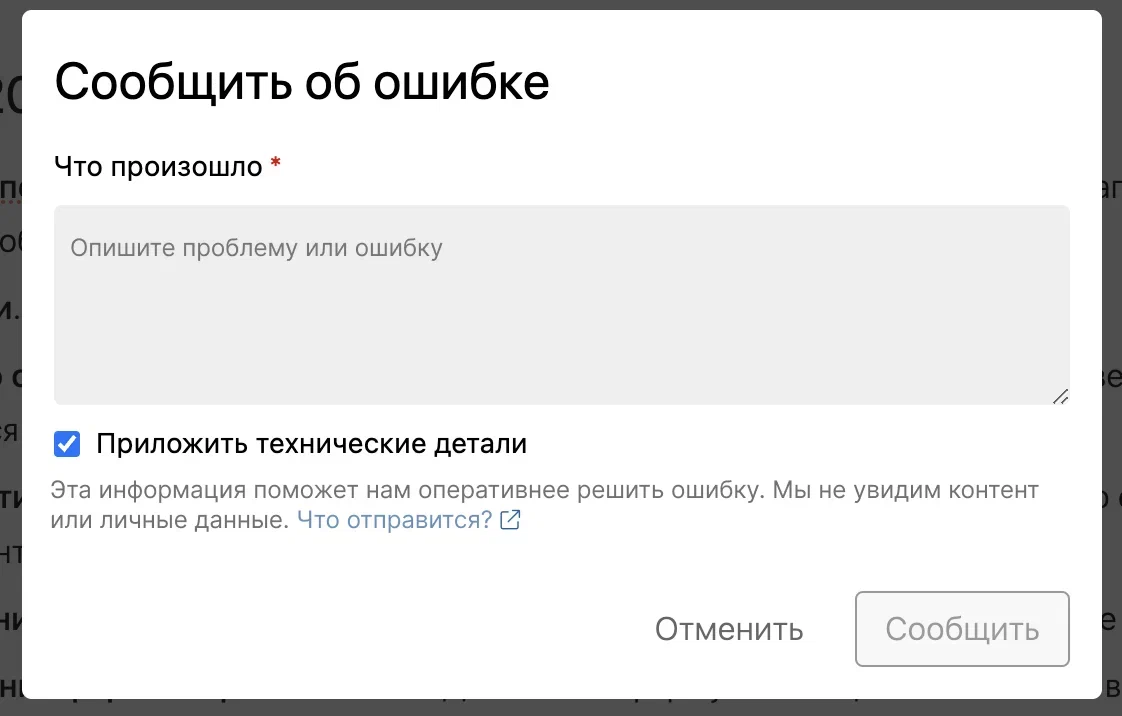 Сообщить об ошибке
Что произошло *
Опишите проблему или ошибку
Приложить технические детали
Эта информация поможет нам оперативнее решить ошибку. Мы не увидим контент
или личные данные. Что отправится?
Отменить
Сообщить